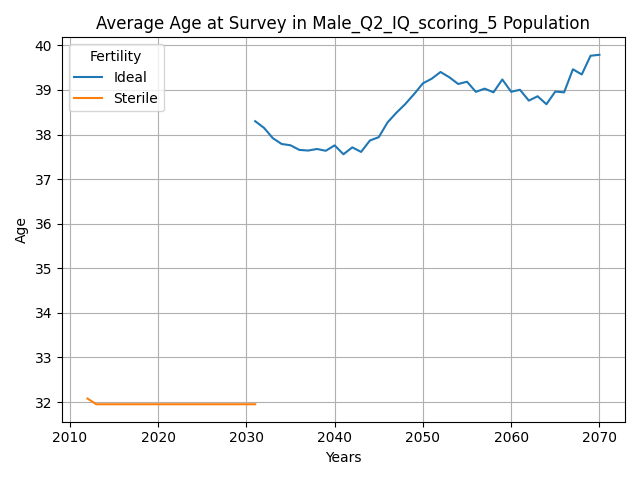 Average Age at Survey in Male_Q2_IQ_scoring_5 Population
Fertility
Ideal
Sterile
Age
40
39
38
37
36
35
34
33
32
2010 2020 2030 2040 2050 2060 2070
Years